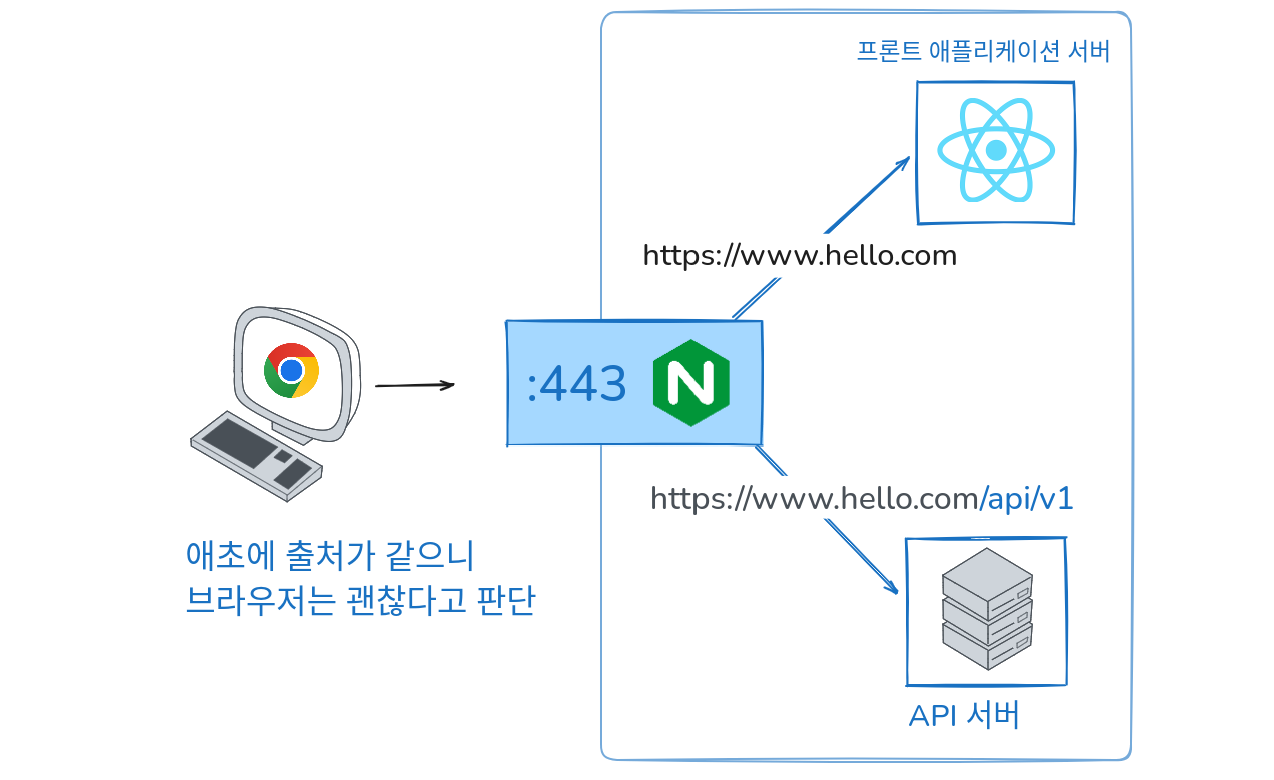 프론트 애플리케이션 서버
https://www.hello.com
:443
N
https://www.hello.com/api/v1
애초에 출처가 같으니
브라우저는 괜찮다고 판단
API 서버